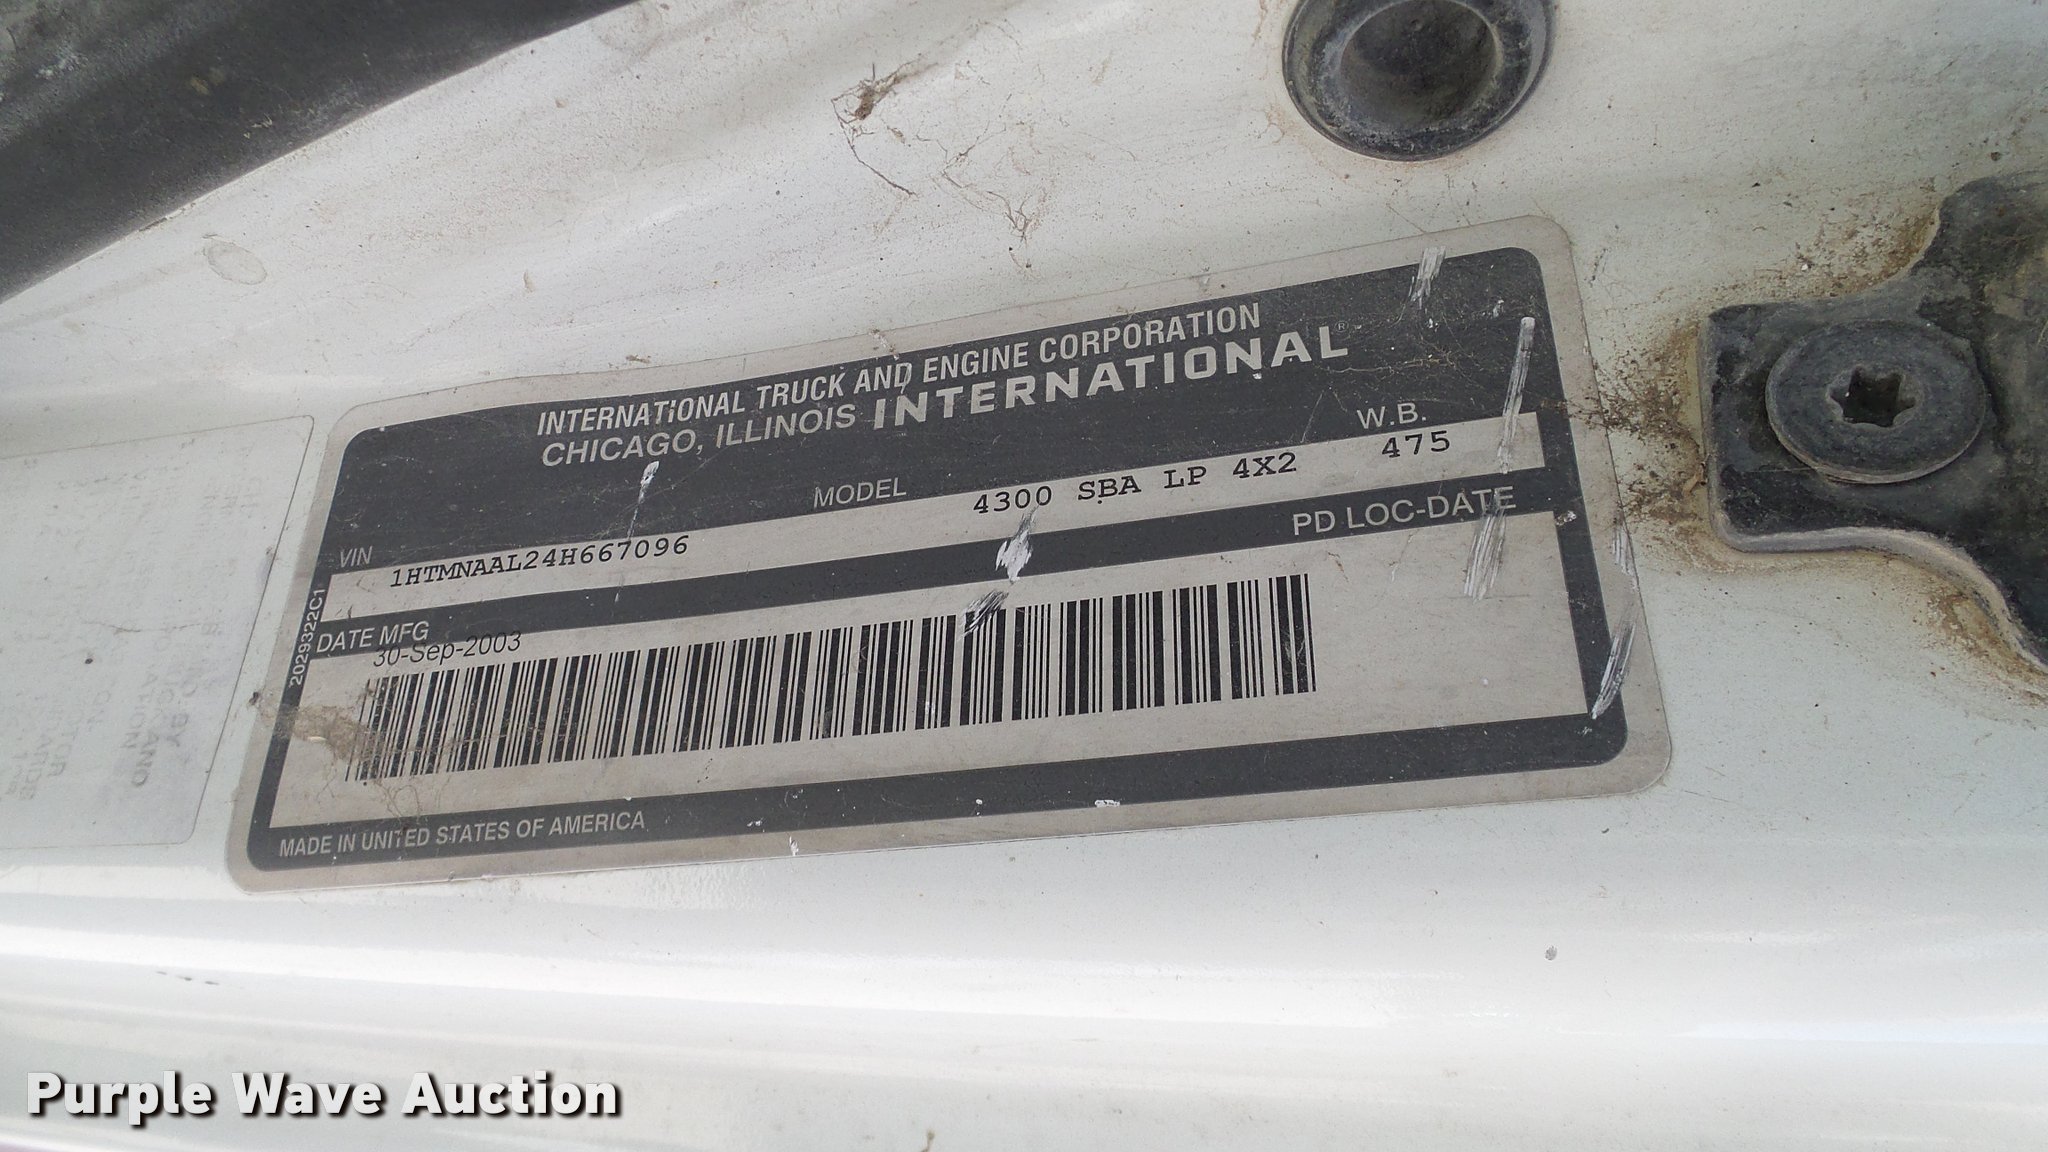 INTERNATIONAL TRUCK AND ENGINE CORPORATION
CHICAGO, ILLINOIS INTERNATIONAL®
VIN MODEL W.B.
1HTMNAAL24H667096 4300 SBA LP 4X2 475
DATE MFG PD LOC-DATE
30-Sep-2003
2029322C1
MADE IN UNITED STATES OF AMERICA
Purple Wave Auction